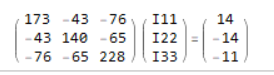 173 -43 -76 I11 14
-43 140 -65 I22 = -14
-76 -65 228 I33 -11